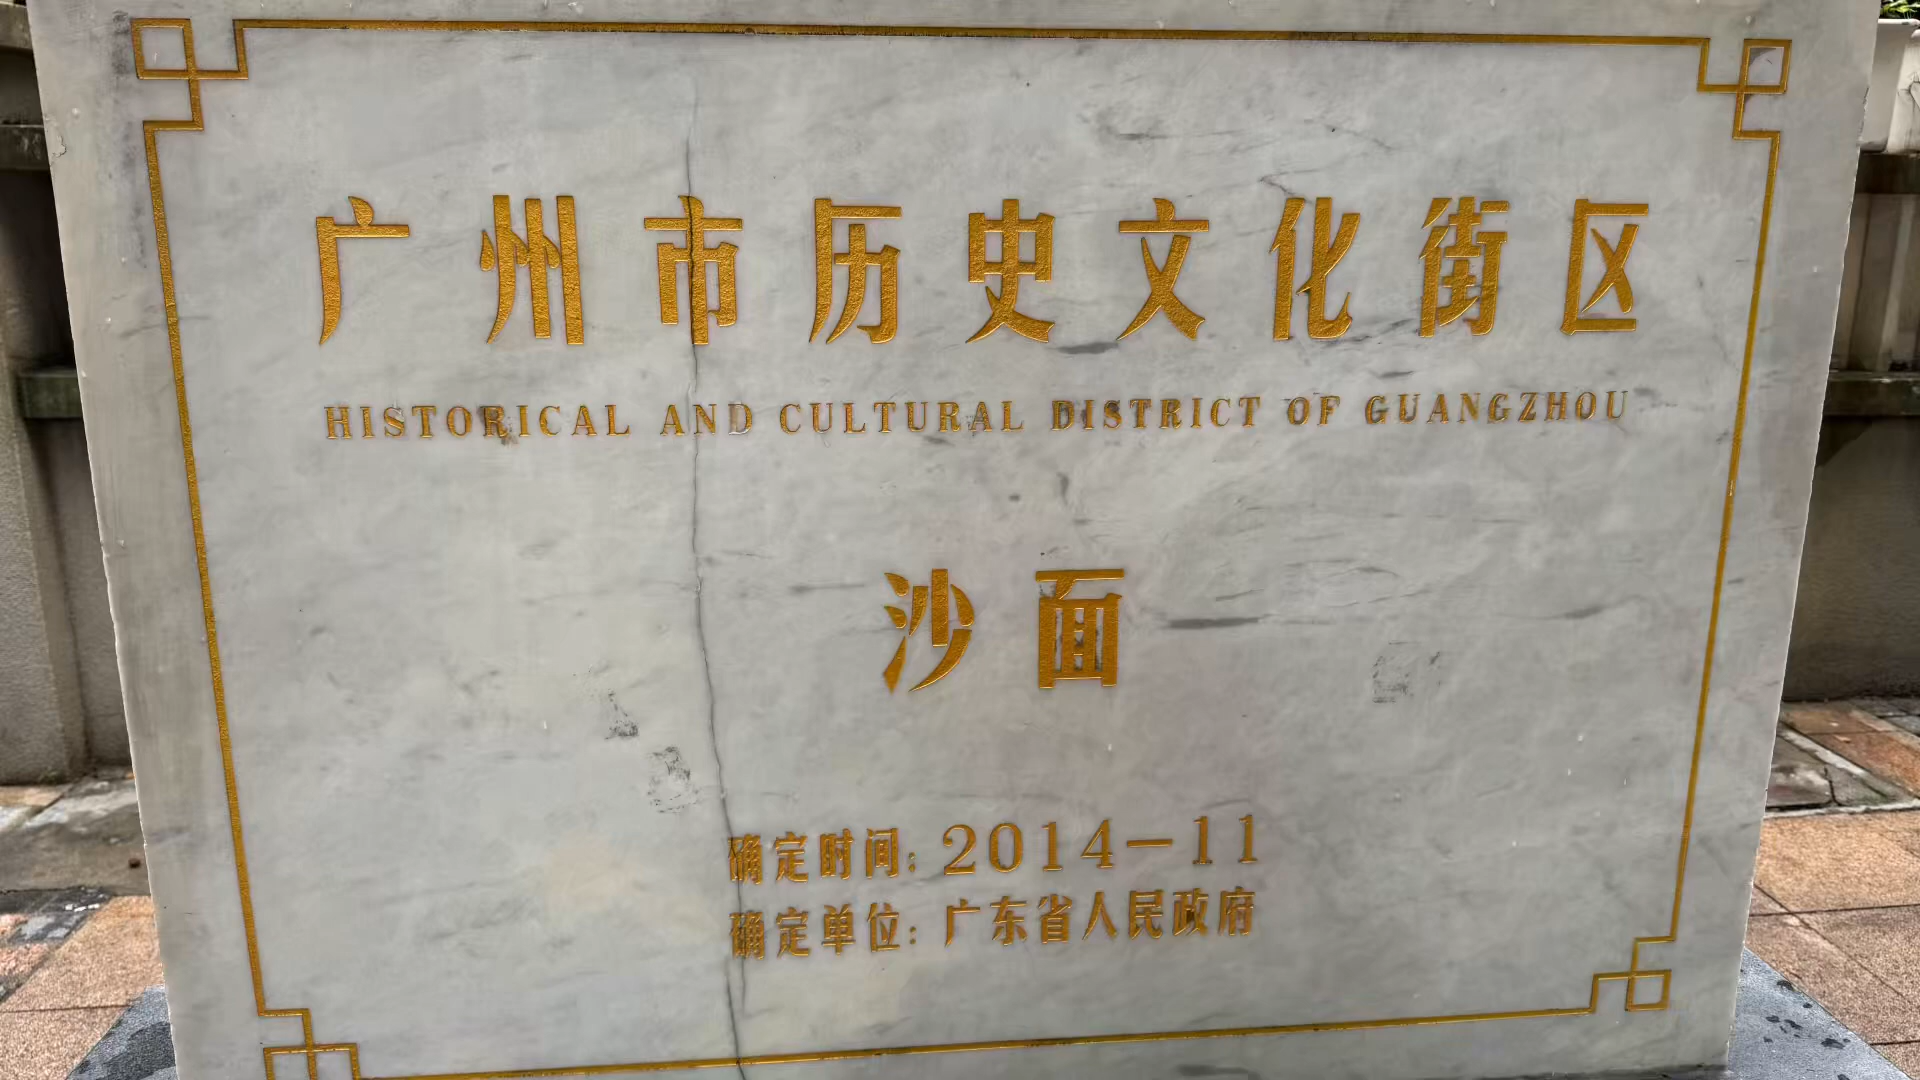 广州市历史文化街区
HISTORICAL AND CULTURAL DISTRICT OF GUANGZHOU
沙面
确定时间：2014—11
确定单位：广东省人民政府